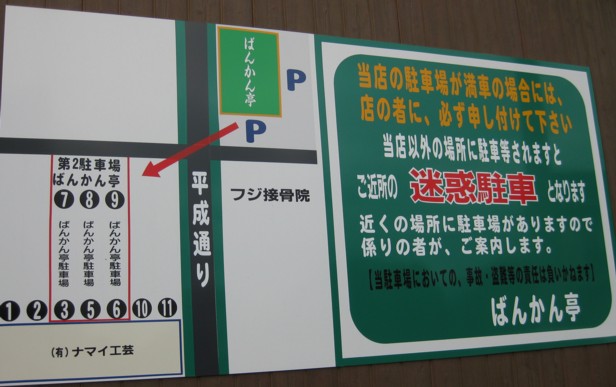 ばんかん亭
P
P
第2駐車場
ばんかん亭
7 8 9
ばんかん亭駐車場
ばんかん亭駐車場
ばんかん亭駐車場
1 2 3 5 6 10 11
(有)ナマイ工芸
平成通り
フジ接骨院
当店の駐車場が満車の場合には、
店の者に、必ず申し付けて下さい
当店以外の場所に駐車等されますと
ご近所の 迷惑駐車 となります
近くの場所に駐車場がありますので
係りの者が、ご案内します。
【当駐車場においての、事故・盗難等の責任は負いかねます】
ばんかん亭